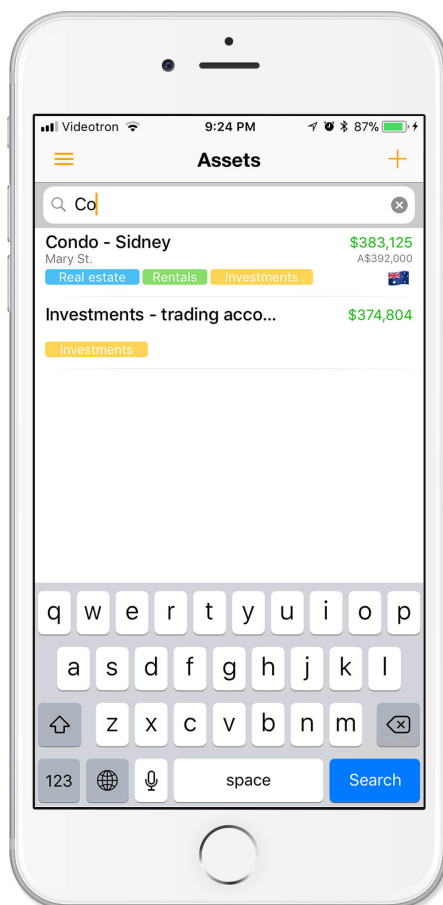 Videotron 9:24 PM 87%
Assets
Co
Condo - Sidney $383,125
Mary St. A$392,000
Real estate Rentals Investments
Investments - trading acco... $374,804
Investments
q w e r t y u i o p
a s d f g h j k l
z x c v b n m
123 space Search